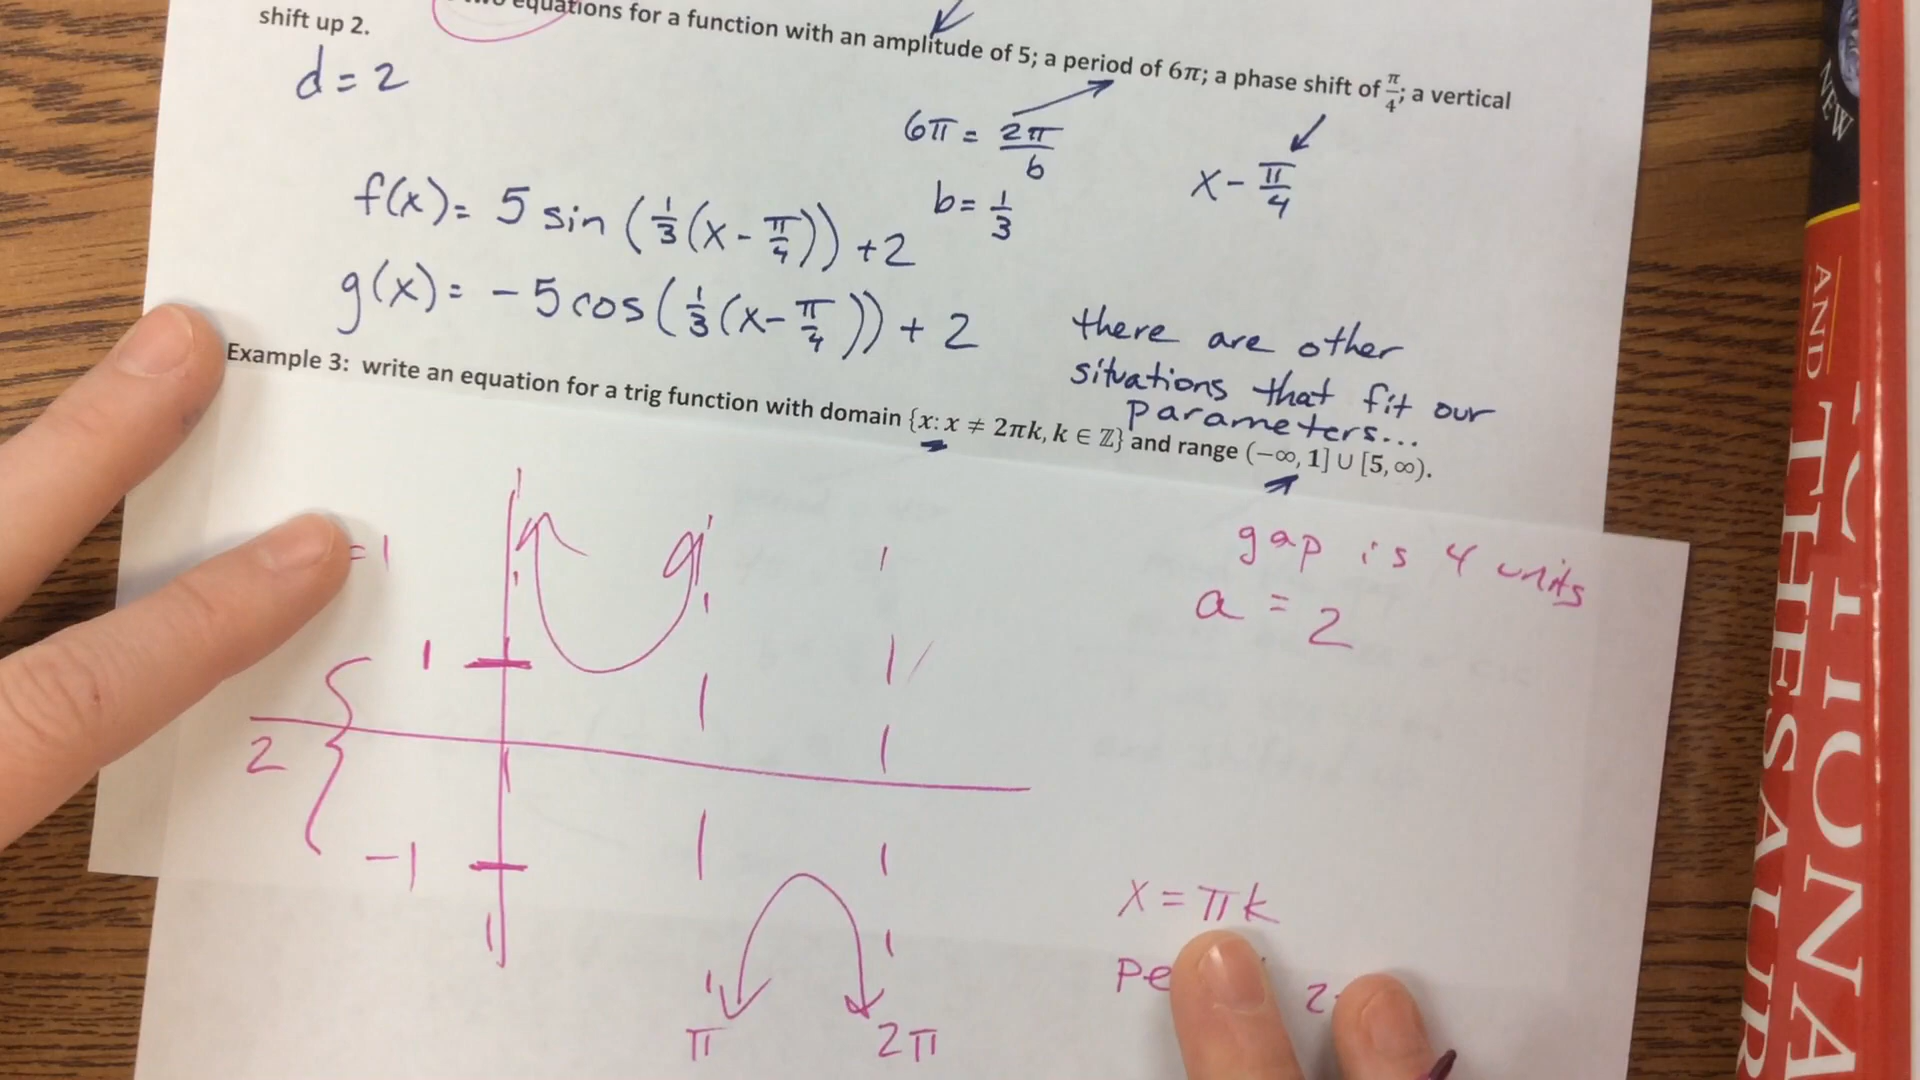 equations for a function with an amplitude of 5; a period of 6π; a phase shift of π/4; a vertical
shift up 2.
d = 2
6π = 2π/b
b = 1/3
x - π/4
f(x) = 5 sin (1/3(x - π/4)) + 2
g(x) = - 5 cos (1/3(x - π/4)) + 2
there are other
situations that fit our
parameters...
Example 3: write an equation for a trig function with domain {x: x ≠ 2πk, k ∈ ℤ} and range (−∞, 1] ∪ [5, ∞).
gap is 4 units
a = 2
= 1
1
2
-1
π
2π
x = πk
NEW
AND
THESAUR